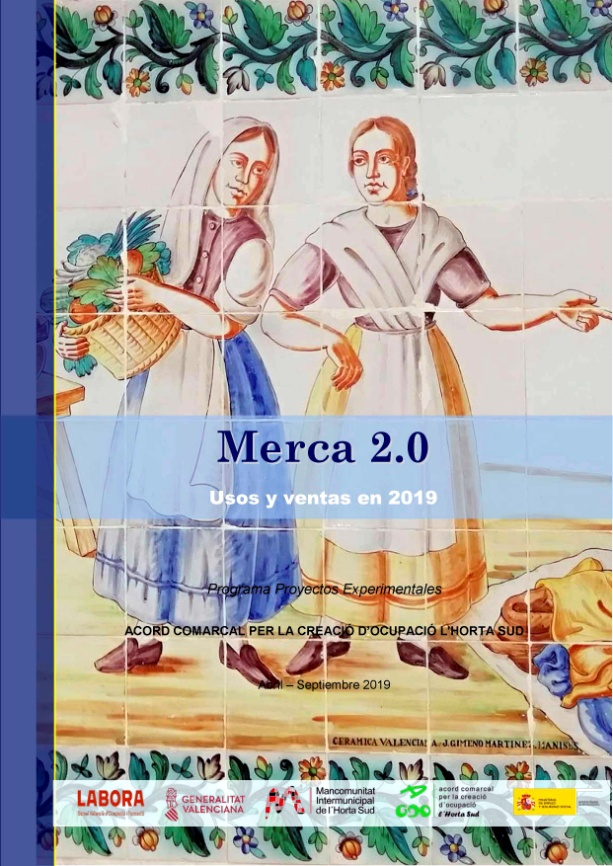 Merca 2.0
Usos y ventas en 2019
Programa Proyectos Experimentales
ACORD COMARCAL PER LA CREACIÓ D'OCUPACIÓ L'HORTA SUD
Abril – Septiembre 2019
CERAMICA VALENCIANA - J. GIMENO MARTINEZ. MANISES
LABORA
GENERALITAT
VALENCIANA
Mancomunitat
Intermunicipal
de l'Horta Sud
acord comarcal
per la creació
d'ocupació
l'Horta Sud